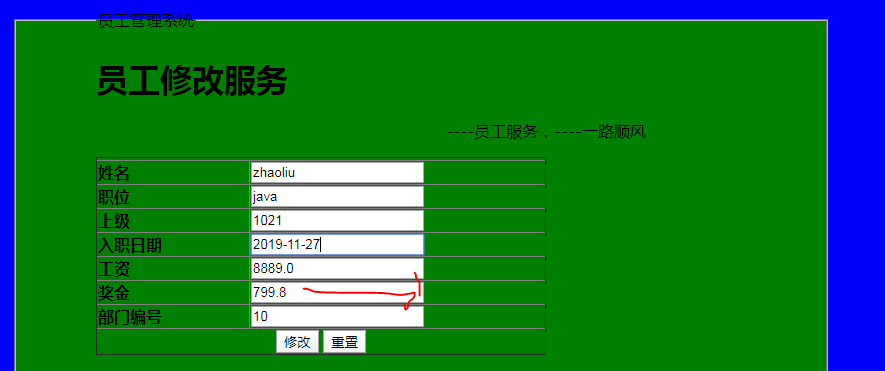 员工管理系统
员工修改服务
----员工服务，----一路顺风
姓名 zhaoliu
职位 java
上级 1021
入职日期 2019-11-27
工资 8889.0
奖金 799.8
部门编号 10
修改 重置